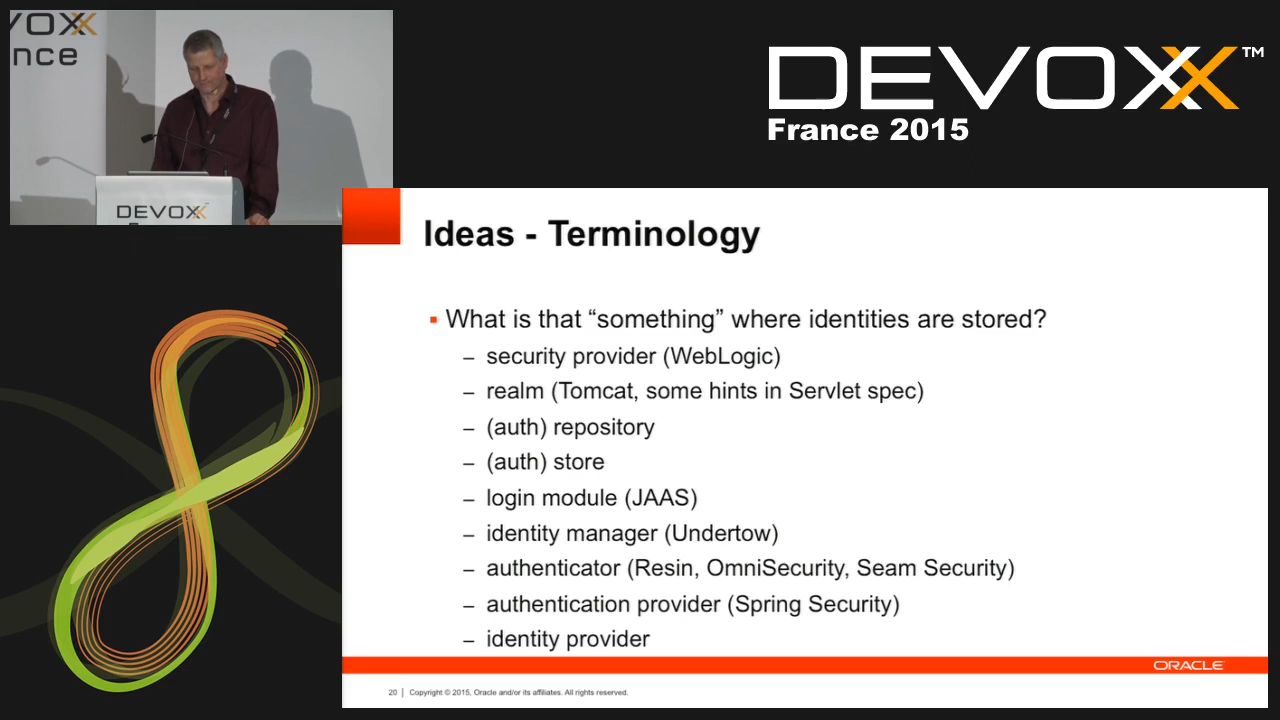 VOXX
nce
DEVOXX
DEVOXX™
France 2015
Ideas - Terminology
▪ What is that “something” where identities are stored?
– security provider (WebLogic)
– realm (Tomcat, some hints in Servlet spec)
– (auth) repository
– (auth) store
– login module (JAAS)
– identity manager (Undertow)
– authenticator (Resin, OmniSecurity, Seam Security)
– authentication provider (Spring Security)
– identity provider
ORACLE
20 | Copyright © 2015, Oracle and/or its affiliates. All rights reserved.